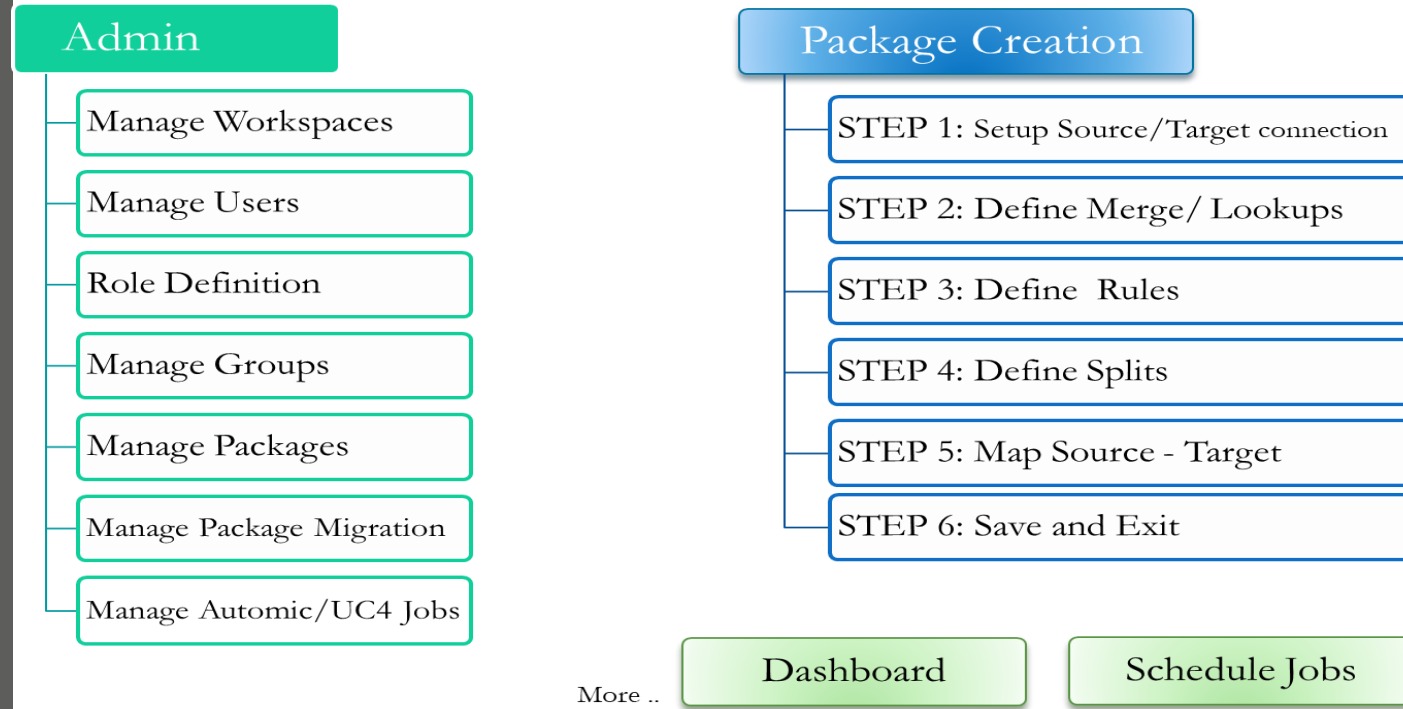 Admin
Manage Workspaces
Manage Users
Role Definition
Manage Groups
Manage Packages
Manage Package Migration
Manage Automic/UC4 Jobs
Package Creation
STEP 1: Setup Source/Target connection
STEP 2: Define Merge/ Lookups
STEP 3: Define  Rules
STEP 4: Define Splits
STEP 5: Map Source - Target
STEP 6: Save and Exit
More ..
Dashboard
Schedule Jobs